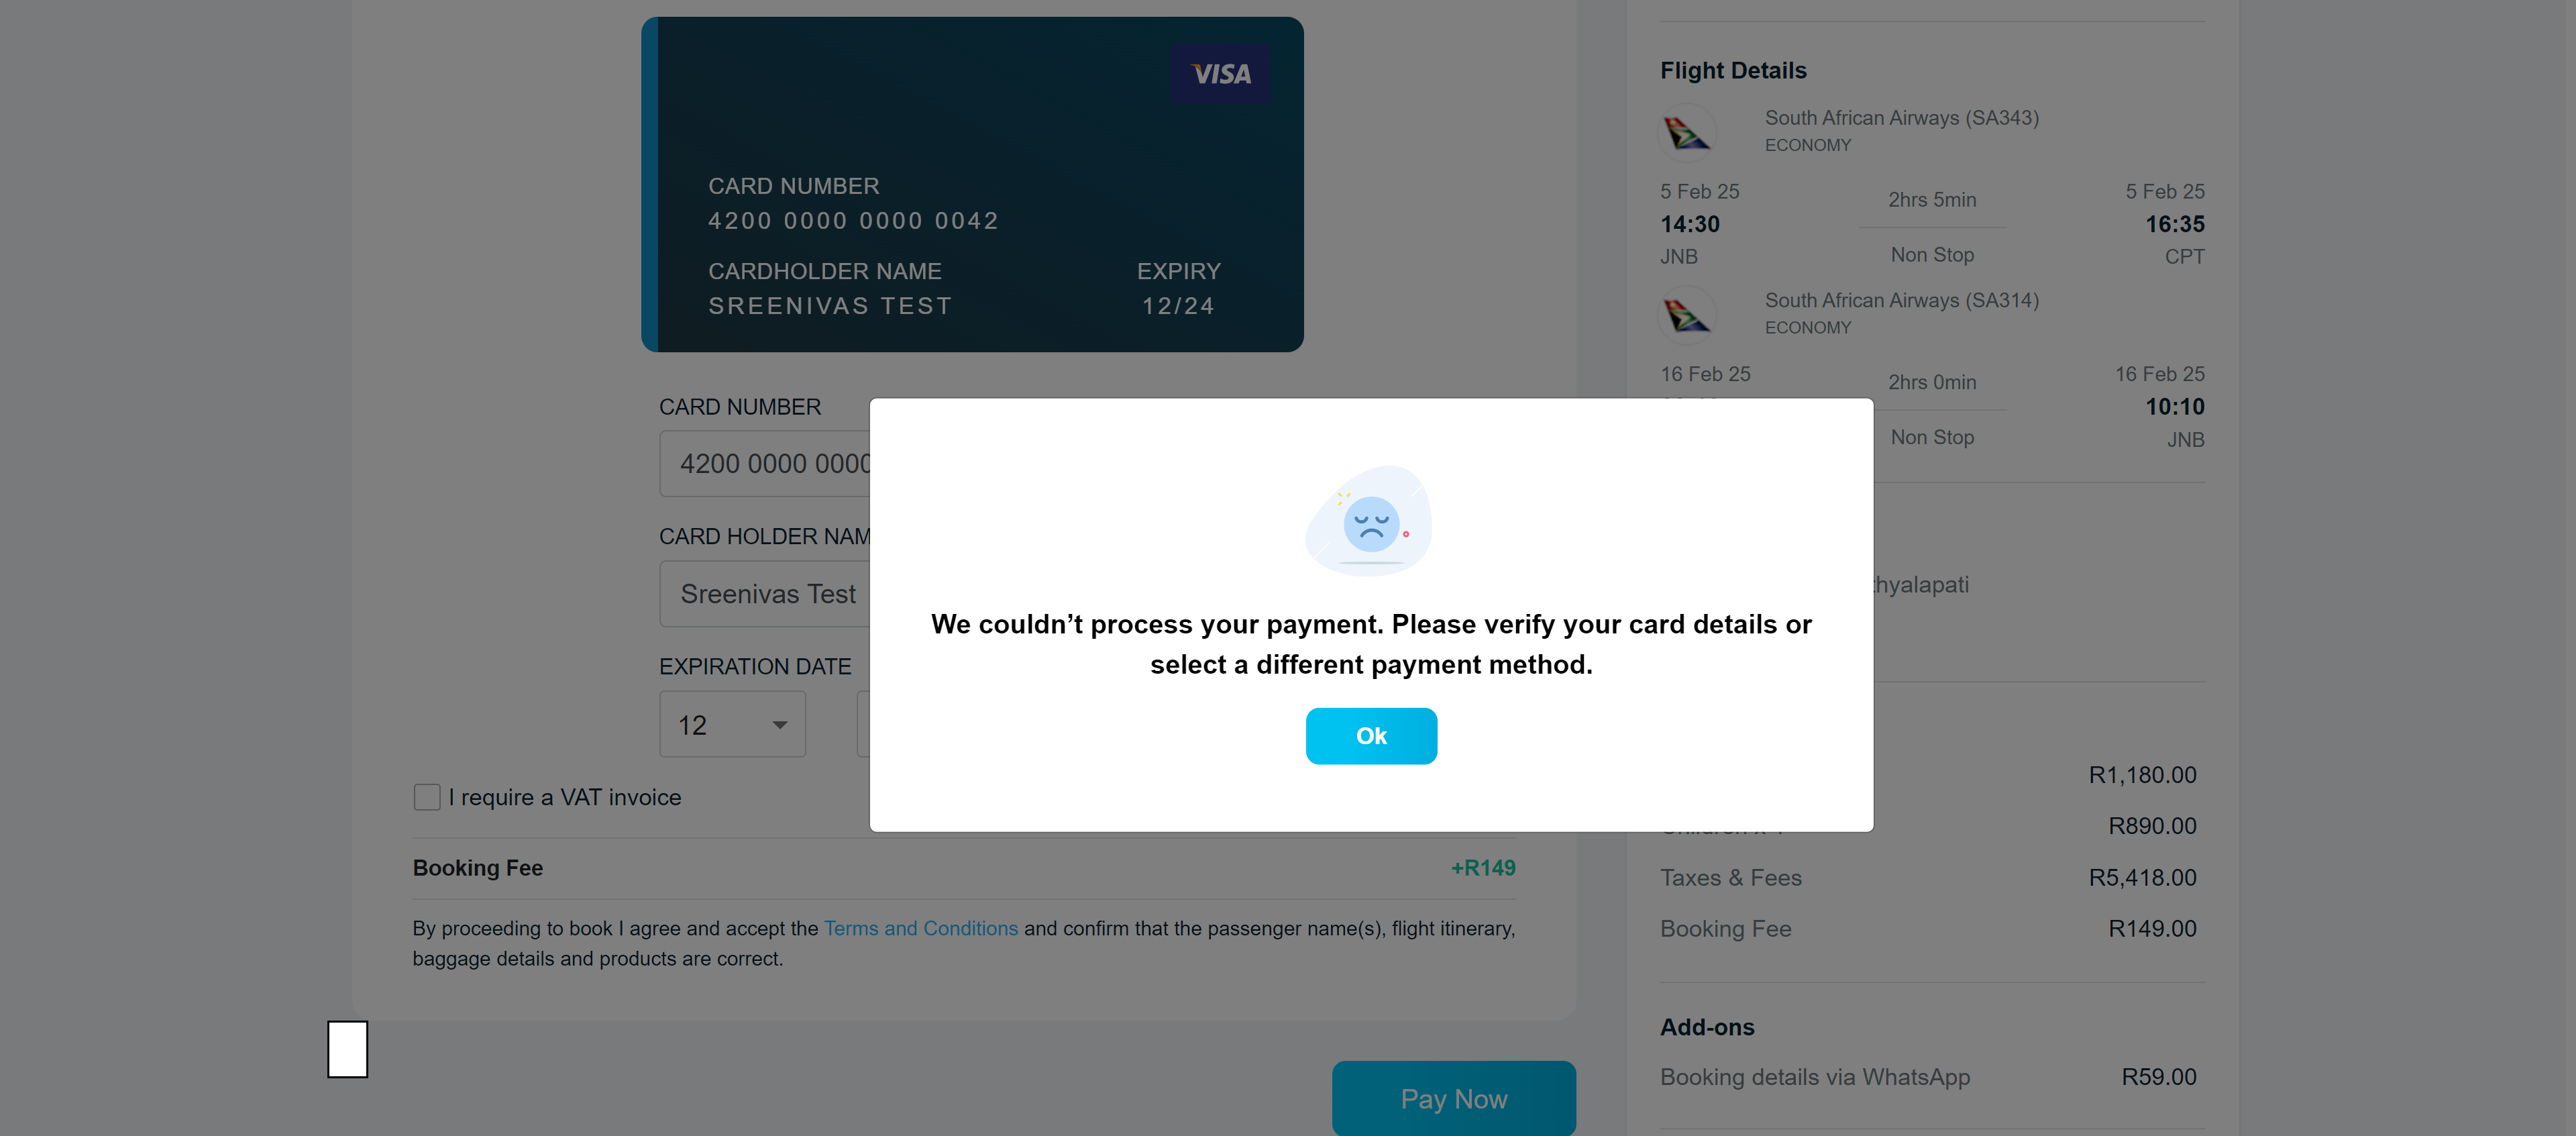 VISA
CARD NUMBER
4200 0000 0000 0042
CARDHOLDER NAME
EXPIRY
SREENIVAS TEST
12/24
CARD NUMBER
4200 0000 0000
CARD HOLDER NAM
Sreenivas Test
EXPIRATION DATE
12
I require a VAT invoice
Booking Fee
+R149
By proceeding to book I agree and accept the Terms and Conditions and confirm that the passenger name(s), flight itinerary,
baggage details and products are correct.
Pay Now
We couldn’t process your payment. Please verify your card details or
select a different payment method.
Ok
Flight Details
South African Airways (SA343)
ECONOMY
5 Feb 25
2hrs 5min
5 Feb 25
14:30
16:35
JNB
Non Stop
CPT
South African Airways (SA314)
ECONOMY
16 Feb 25
2hrs 0min
16 Feb 25
10:10
Non Stop
JNB
hyalapati
R1,180.00
R890.00
Taxes & Fees
R5,418.00
Booking Fee
R149.00
Add-ons
Booking details via WhatsApp
R59.00